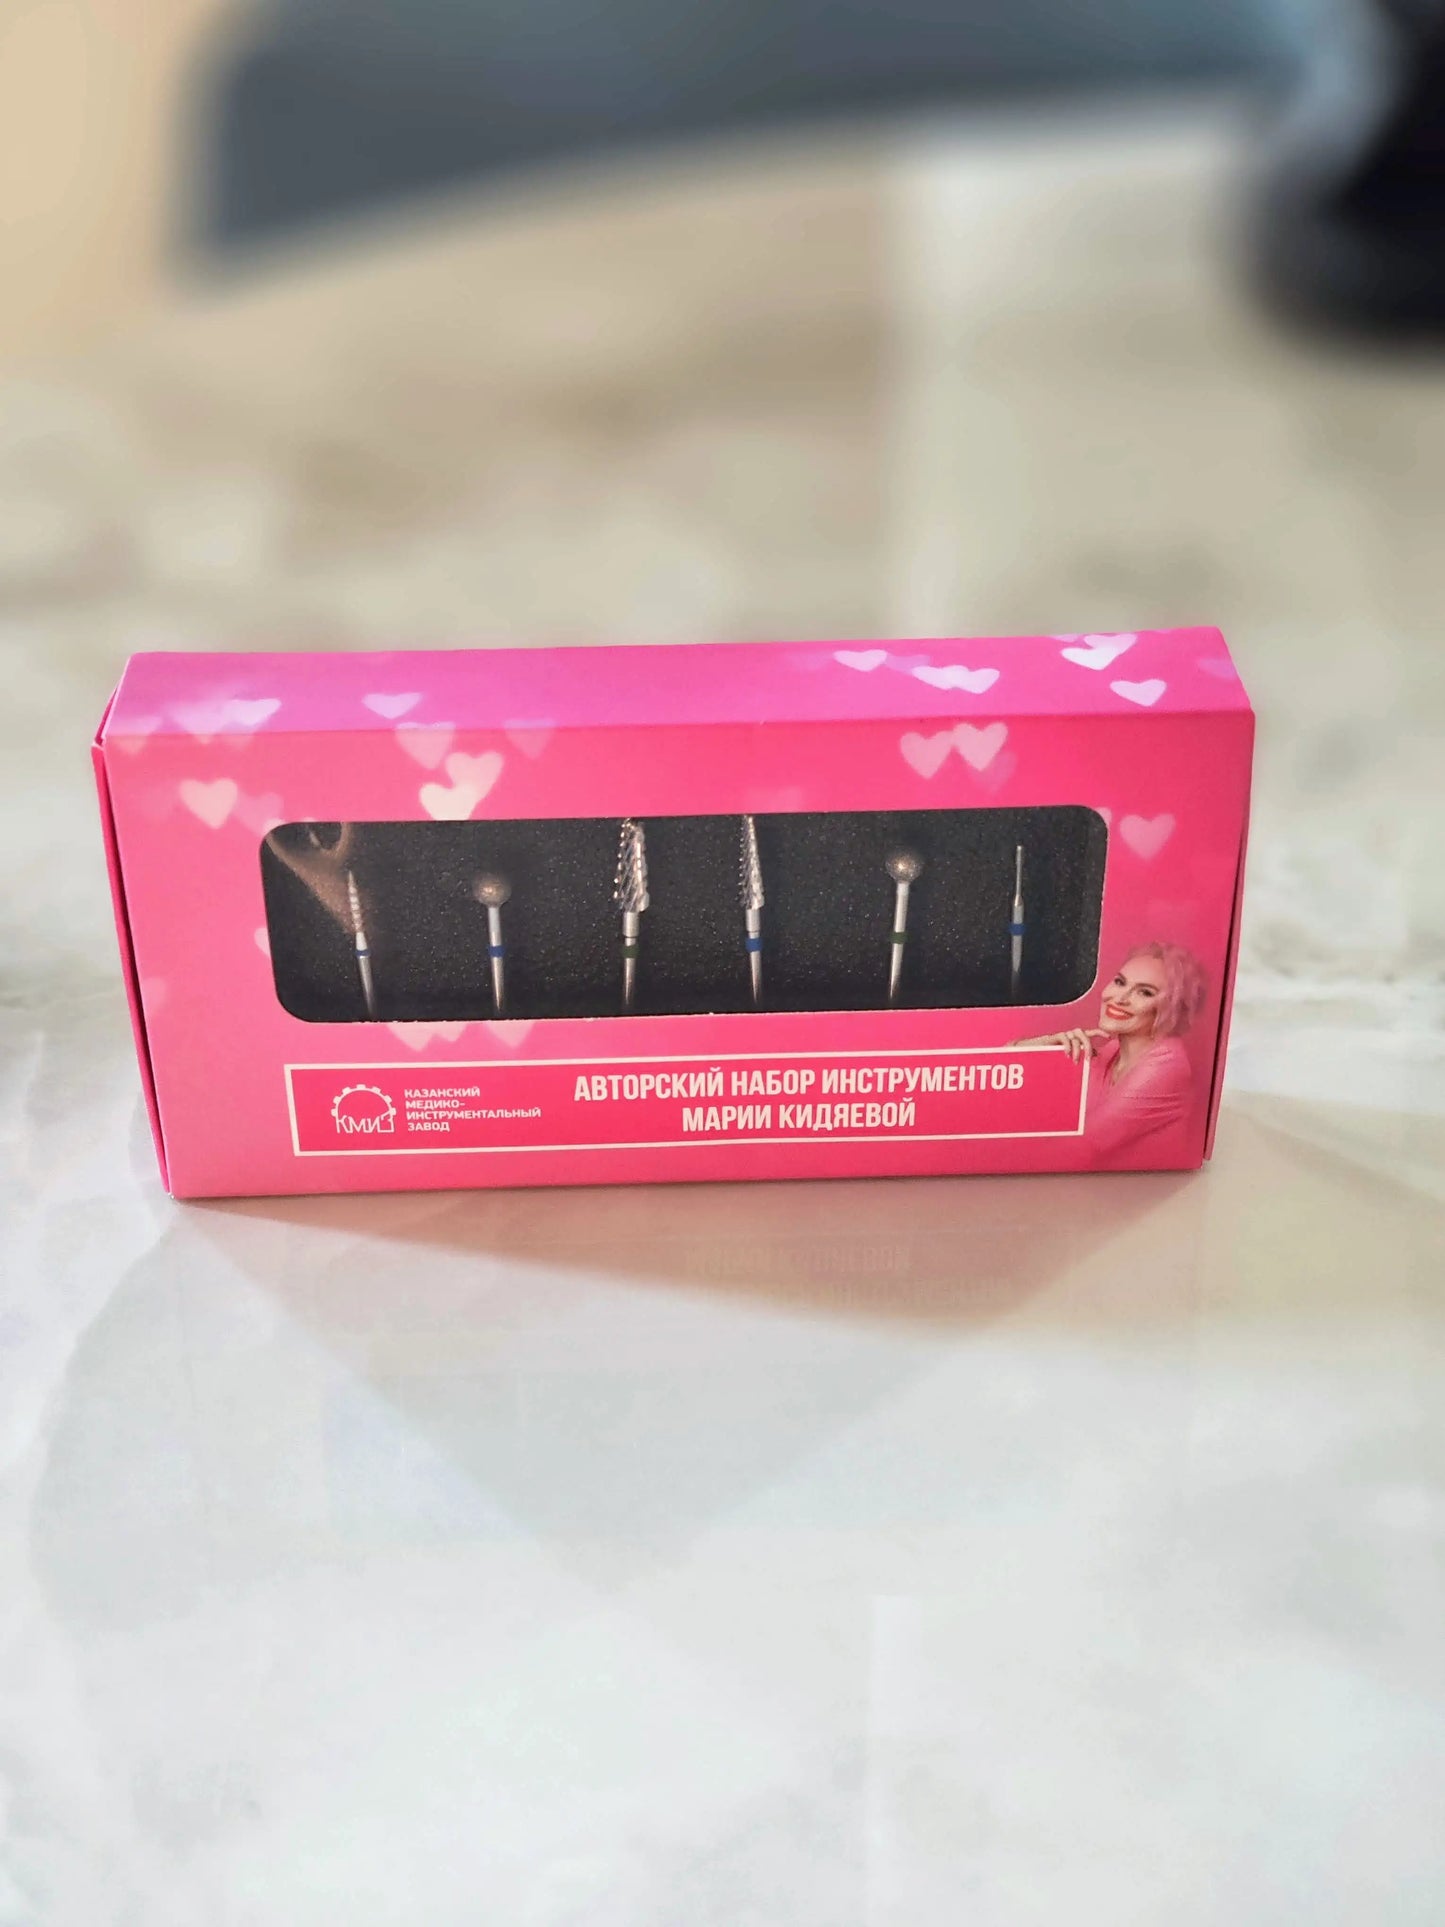 КМИЗ
КАЗАНСКИЙ
МЕДИКО-
ИНСТРУМЕНТАЛЬНЫЙ
ЗАВОД
АВТОРСКИЙ НАБОР ИНСТРУМЕНТОВ
МАРИИ КИДЯЕВОЙ